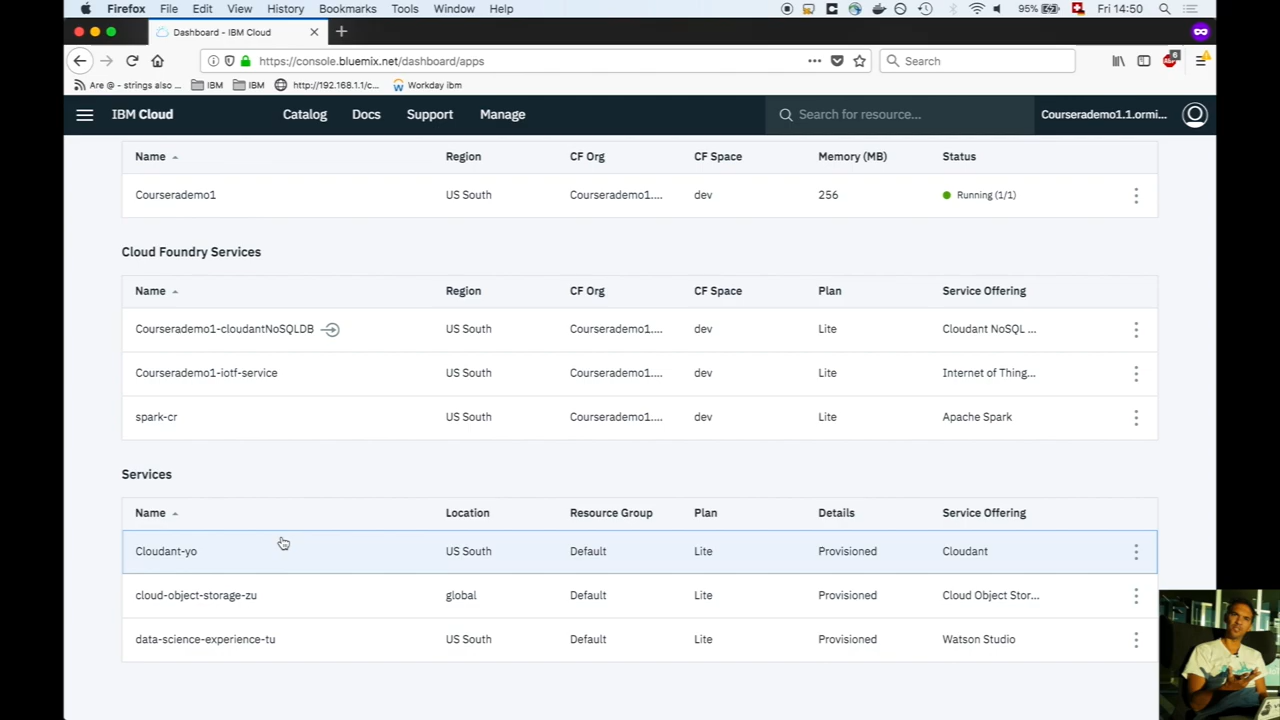 Firefox File Edit View History Bookmarks Tools Window Help 95% Fri 14:50
Dashboard - IBM Cloud
https://console.bluemix.net/dashboard/apps Search
Are @ - strings also ... IBM IBM http://192.168.1.1/c... Workday ibm
IBM Cloud Catalog Docs Support Manage Search for resource... Courserademo1.1.ormi...
Name Region CF Org CF Space Memory (MB) Status
Courserademo1 US South Courserademo1.... dev 256 Running (1/1)
Cloud Foundry Services
Name Region CF Org CF Space Plan Service Offering
Courserademo1-cloudantNoSQLDB US South Courserademo1.... dev Lite Cloudant NoSQL ...
Courserademo1-iotf-service US South Courserademo1.... dev Lite Internet of Thing...
spark-cr US South Courserademo1.... dev Lite Apache Spark
Services
Name Location Resource Group Plan Details Service Offering
Cloudant-yo US South Default Lite Provisioned Cloudant
cloud-object-storage-zu global Default Lite Provisioned Cloud Object Stor...
data-science-experience-tu US South Default Lite Provisioned Watson Studio